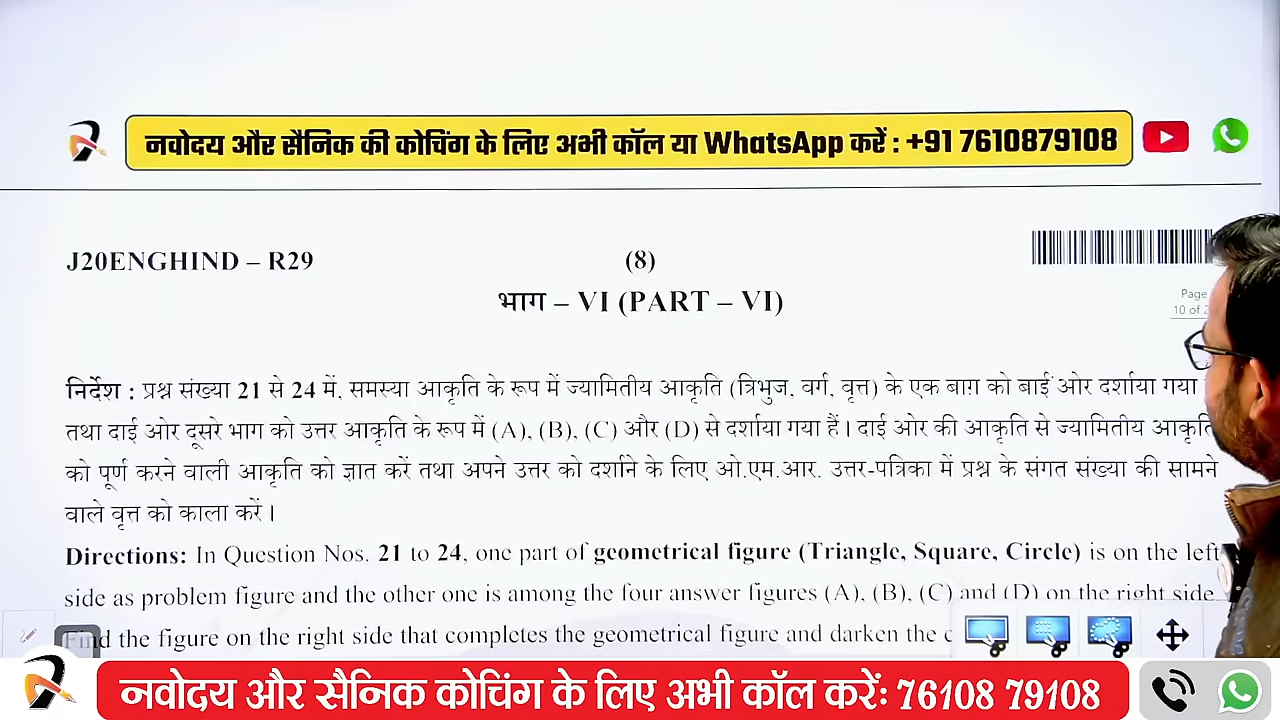 नवोदय और सैनिक की कोचिंग के लिए अभी कॉल या WhatsApp करें : +91 7610879108
J20ENGHIND – R29
(8)
Page
10 of 2
भाग – VI (PART – VI)
निर्देश : प्रश्न संख्या 21 से 24 में, समस्या आकृति के रूप में ज्यामितीय आकृति (त्रिभुज, वर्ग, वृत्त) के एक बाग़ को बाईं ओर दर्शाया गया
तथा दाईं ओर दूसरे भाग को उत्तर आकृति के रूप में (A), (B), (C) और (D) से दर्शाया गया हैं। दाईं ओर की आकृति से ज्यामितीय आकृति
को पूर्ण करने वाली आकृति को ज्ञात करें तथा अपने उत्तर को दर्शाने के लिए ओ.एम.आर. उत्तर-पत्रिका में प्रश्न के संगत संख्या की सामने
वाले वृत्त को काला करें।
Directions: In Question Nos. 21 to 24, one part of geometrical figure (Triangle, Square, Circle) is on the left
side as problem figure and the other one is among the four answer figures (A), (B), (C) and (D) on the right side.
Find the figure on the right side that completes the geometrical figure and darken the c
नवोदय और सैनिक कोचिंग के लिए अभी कॉल करें: 76108 79108